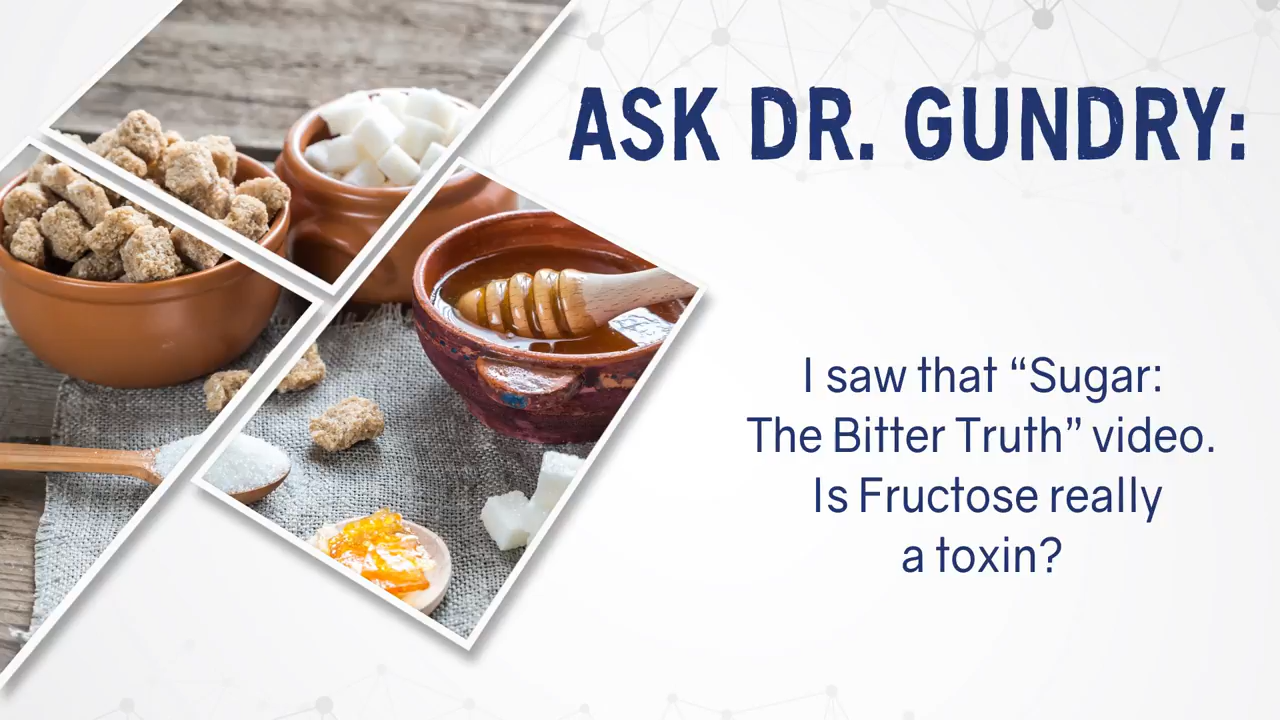 ASK DR. GUNDRY:
I saw that “Sugar:
The Bitter Truth” video.
Is Fructose really
a toxin?